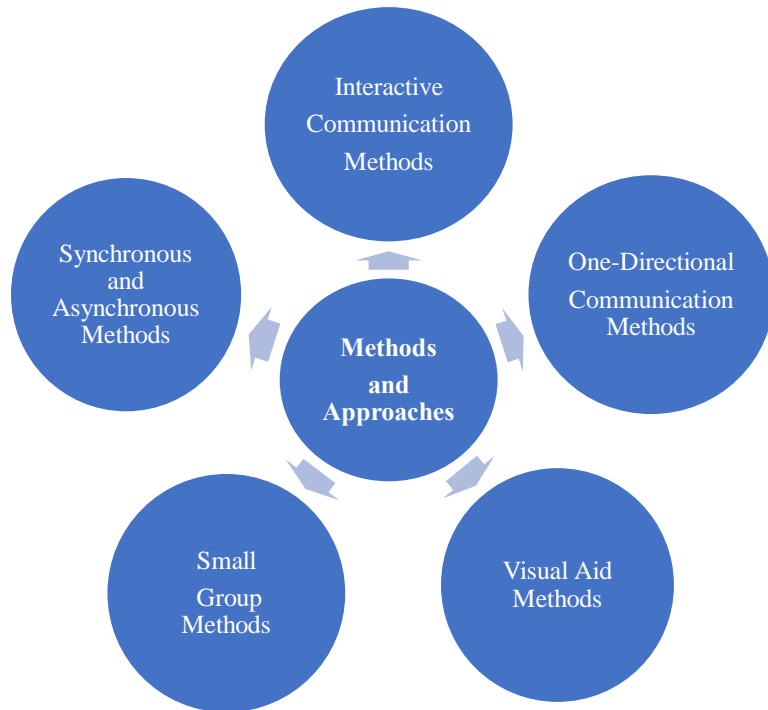 Interactive
Communication
Methods
Synchronous
and
Asynchronous
Methods
One-Directional
Communication
Methods
Methods
and
Approaches
Small
Group
Methods
Visual Aid
Methods